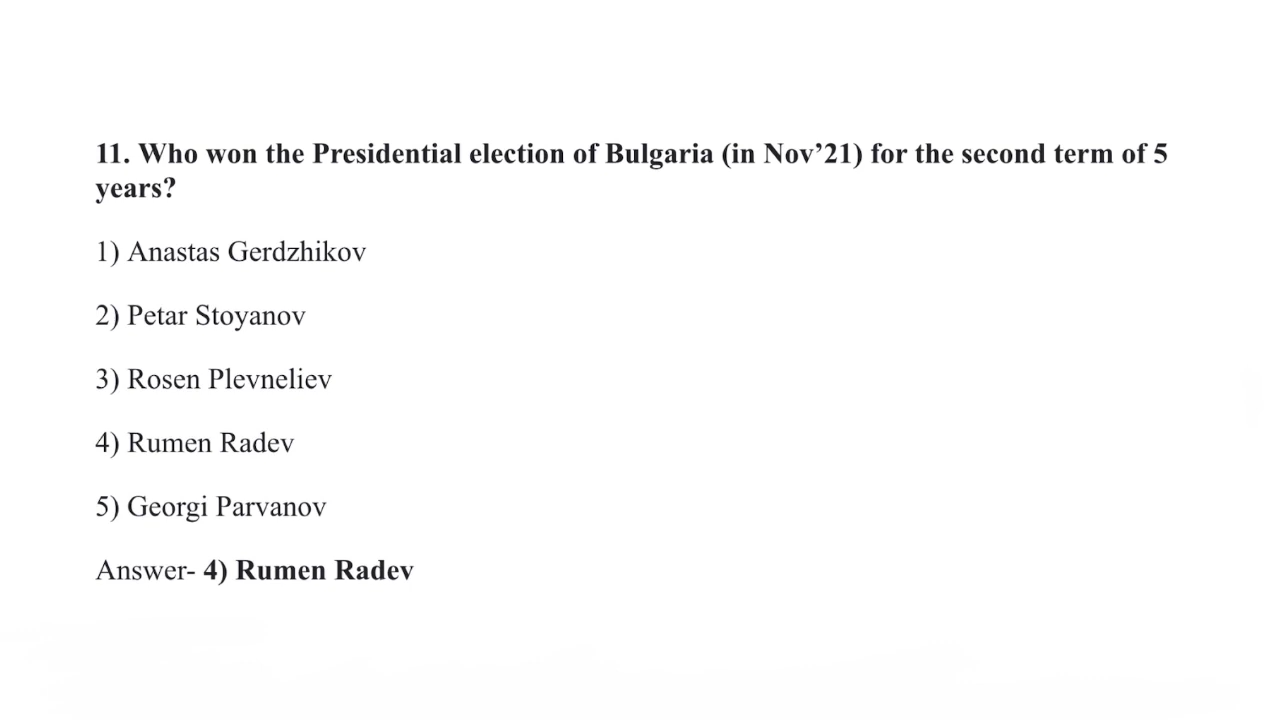 11. Who won the Presidential election of Bulgaria (in Nov’21) for the second term of 5
years?
1) Anastas Gerdzhikov
2) Petar Stoyanov
3) Rosen Plevneliev
4) Rumen Radev
5) Georgi Parvanov
Answer- 4) Rumen Radev